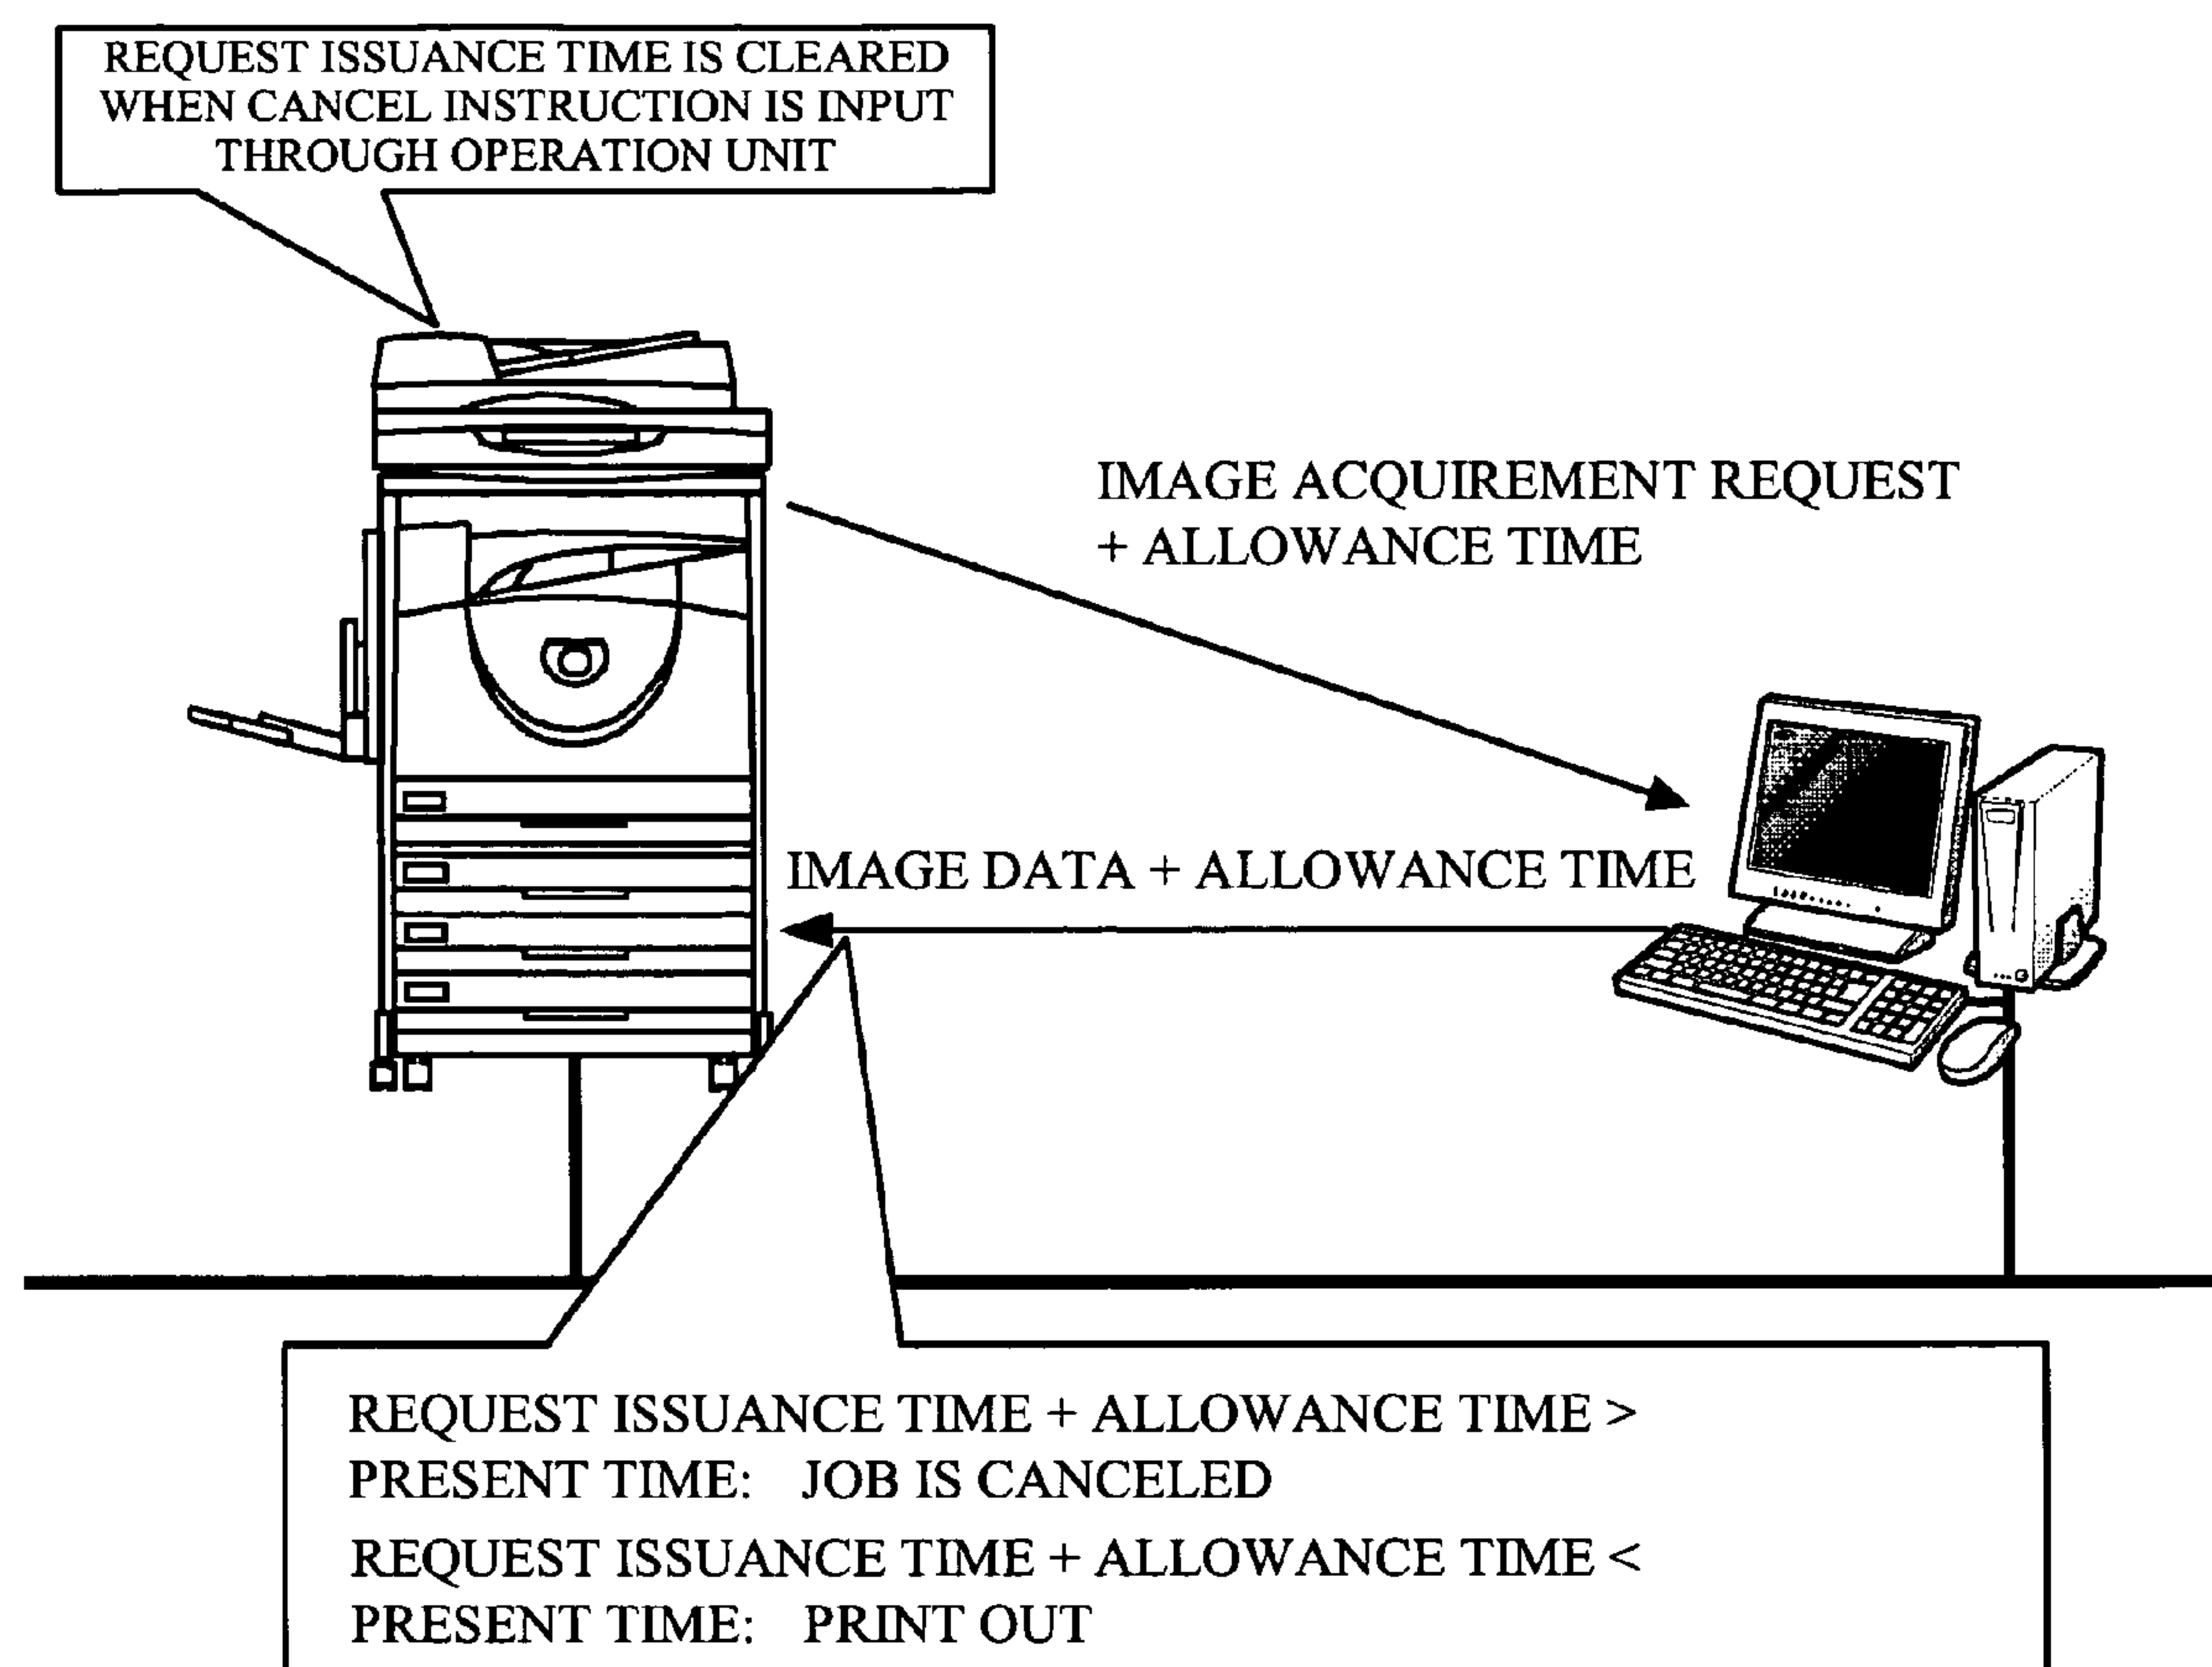 REQUEST ISSUANCE TIME IS CLEARED
WHEN CANCEL INSTRUCTION IS INPUT
THROUGH OPERATION UNIT
IMAGE ACQUIREMENT REQUEST
+ ALLOWANCE TIME
IMAGE DATA + ALLOWANCE TIME
REQUEST ISSUANCE TIME + ALLOWANCE TIME >
PRESENT TIME: JOB IS CANCELED
REQUEST ISSUANCE TIME + ALLOWANCE TIME <
PRESENT TIME: PRINT OUT